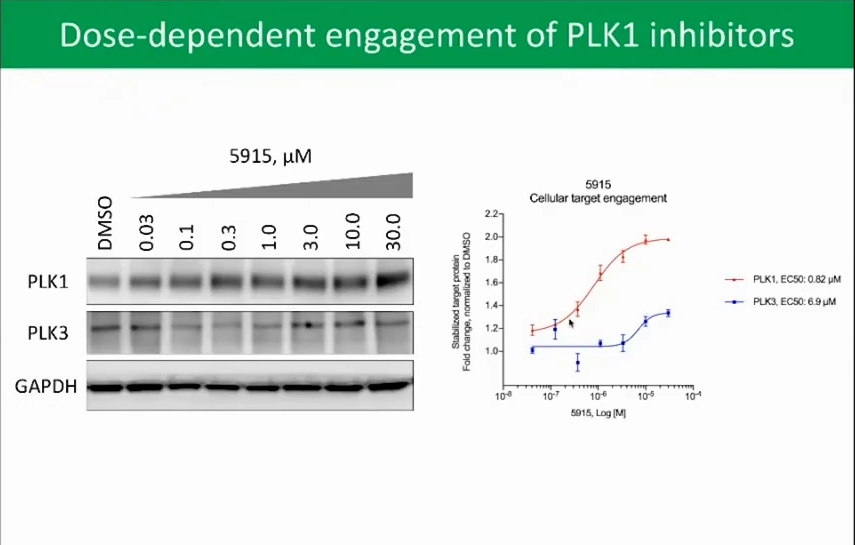 Dose-dependent engagement of PLK1 inhibitors
5915, µM
DMSO
0.03
0.1
0.3
1.0
3.0
10.0
30.0
PLK1
PLK3
GAPDH
5915
Cellular target engagement
Stabilized target protein
Fold change, normalized to DMSO
2.2
2.0
1.8
1.6
1.4
1.2
1.0
10⁻⁸
10⁻⁷
10⁻⁶
10⁻⁵
10⁻⁴
5915, Log [M]
PLK1, EC50: 0.82 µM
PLK3, EC50: 6.9 µM